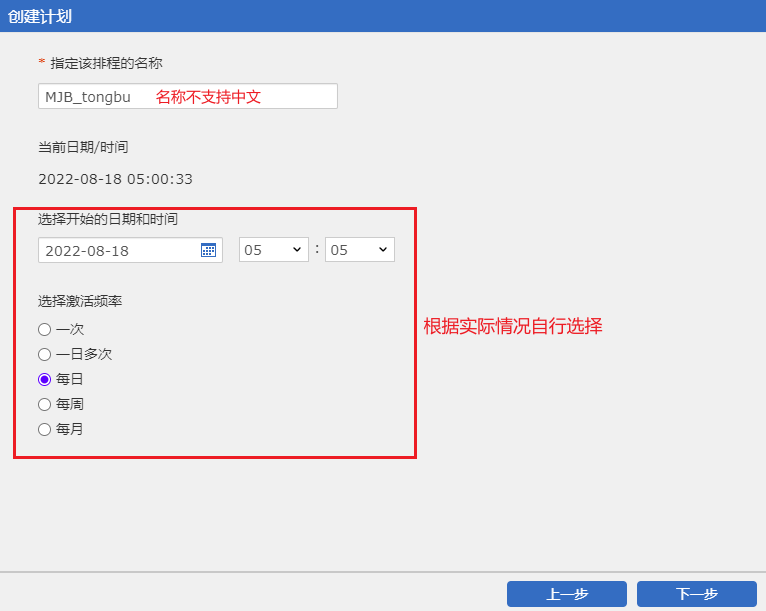 创建计划
* 指定该排程的名称
MJB_tongbu 名称不支持中文
当前日期/时间
2022-08-18 05:00:33
选择开始的日期和时间
2022-08-18 05 : 05
选择激活频率
一次
根据实际情况自行选择
一日多次
每日
每周
每月
上一步 下一步